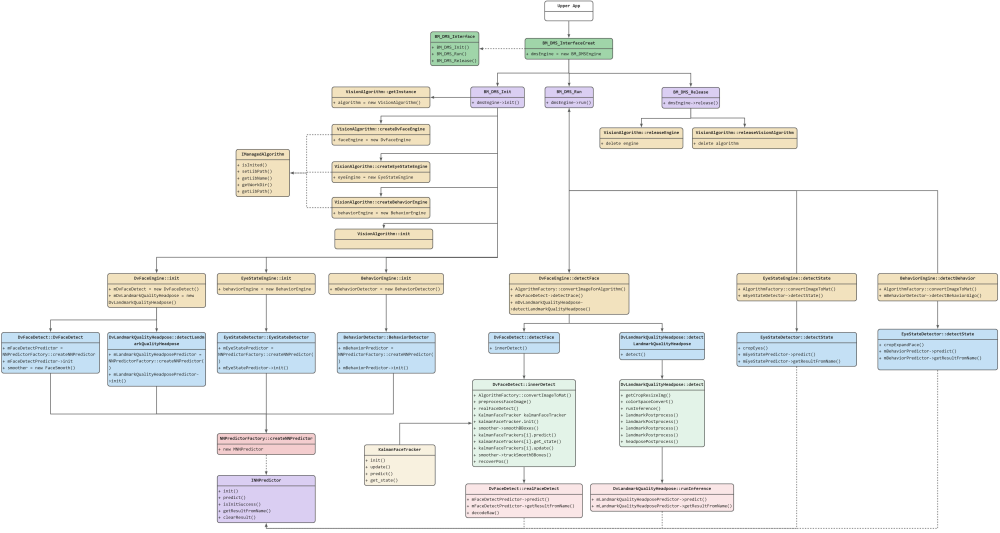 Upper App
BM_DMS_Interface
+ BM_DMS_Init()
+ BM_DMS_Run()
+ BM_DMS_Release()
BM_DMS_InterfaceCreat
+ dmsEngine = new DM_DMSEngine
VisionAlgorithm::getInstance
+ algorithm = new VisionAlgorithm()
BM_DMS_Init
+ dmsEngine->init()
BM_DMS_Run
+ dmsEngine->run()
BM_DMS_Release
+ dmsEngine->release()
VisionAlgorithm::createDvFaceEngine
+ faceEngine = new DvFaceEngine
VisionAlgorithm::releaseEngine
+ delete engine
VisionAlgorithm::releaseVisionAlgorithm
+ delete algorithm
IManagedAlgorithm
+ isInited()
+ setLibPath()
+ getLibName()
+ getWorkDir()
+ getLibPath()
VisionAlgorithm::createEyeStateEngine
+ eyeEngine = new EyeStateEngine
VisionAlgorithm::createBehaviorEngine
+ behaviorEngine = new BehaviorEngine
VisionAlgorithm::init
DvFaceEngine::init
+ mDvFaceDetect = new DvFaceDetect()
+ mDnLandmarkQualityHeadpose = new
DvLandmarkQualityHeadpose()
EyeStateEngine::init
+ behaviorEngine = new BehaviorEngine
BehaviorEngine::init
+ mBehaviorDetector = new BehaviorDetector()
DvFaceEngine::detectFace
+ AlgorithmFactory::convertImageForAlgorithm()
+ mDvFaceDetect->detectFace()
+ mDvLandmarkQualityHeadpose-
>detectLandmarkQualityHeadpose()
EyeStateEngine::detectState
+ AlgorithmFactory::convertImageToMat()
+ mEyeStateDetector->detectState()
BehaviorEngine::detectBehavior
+ AlgorithmFactory::convertImageToMat()
+ mBehaviorDetector->detectBehaviorAlgo()
DvFaceDetect::DvFaceDetect
+ mFaceDetectPredictor =
NNPredictorFactory::createNNPredictor
+ mFaceDetectPredictor->init
+ smoother = new FaceSmooth()
DvLandmarkQualityHeadpose::detectLandm
arkQualityHeadpose
+ mLandmarkQualityHeadposePredictor =
NNPredictorFactory::createNNPredictor(
)
+ mLandmarkQualityHeadposePredictor-
>init()
EyeStateDetector::EyeStateDetector
+ mEyeStatePredictor =
NNPredictorFactory::createNNPredictor(
)
+ mEyeStatePredictor->init()
BehaviorDetector::BehaviorDetector
+ mBehaviorPredictor =
NNPredictorFactory::createNNPredictor(
)
+ mBehaviorPredictor->init()
DvFaceDetect::detectFace
+ innerDetect()
DvLandmarkQualityHeadpose::detect
LandmarkQualityHeadpose
+ detect()
EyeStateDetector::detectState
+ cropEyes()
+ mEyeStatePredictor->predict()
+ mEyeStatePredictor->getResultFromName()
EyeStateDetector::detectState
+ cropExpandFace()
+ mBehaviorPredictor->predict()
+ mBehaviorPredictor->getResultFromName()
DvFaceDetect::innerDetect
+ AlgorithmFactory::convertImageToMat()
+ preprocessFaceImage()
+ realFaceDetect()
+ KalmanFaceTracker kalmanFaceTracker
+ kalmanFaceTracker.init()
+ smoother->smoothBBoxes()
+ kalmanFaceTrackers[i].predict()
+ kalmanFaceTrackers[i].get_state()
+ kalmanFaceTrackers[i].update()
+ smoother->trackSmoothBBoxes()
+ recoverPos()
DvLandmarkQualityHeadpose::detect
+ getCropResizeImg()
+ colorSpaceConvert()
+ runInference()
+ landmarkPostprocess()
+ landmarkPostprocess()
+ landmarkPostprocess()
+ headposePostprocess()
NNPredictorFactory::createNNPredictor
+ new MNNPredictor
KalmanFaceTracker
+ init()
+ update()
+ predict()
+ get_state()
INNPredictor
+ init()
+ predict()
+ isInitSuccess()
+ getResultFromName()
+ clearResult()
DvFaceDetect::realFaceDetect
+ mFaceDetectPredictor->predict()
+ mFaceDetectPredictor->getResultFromName()
+ decodeRaw()
DvLandmarkQualityHeadpose::runInference
+ mLandmarkQualityHeadposePredictor->predict()
+ mLandmarkQualityHeadposePredictor->getResultFromName()